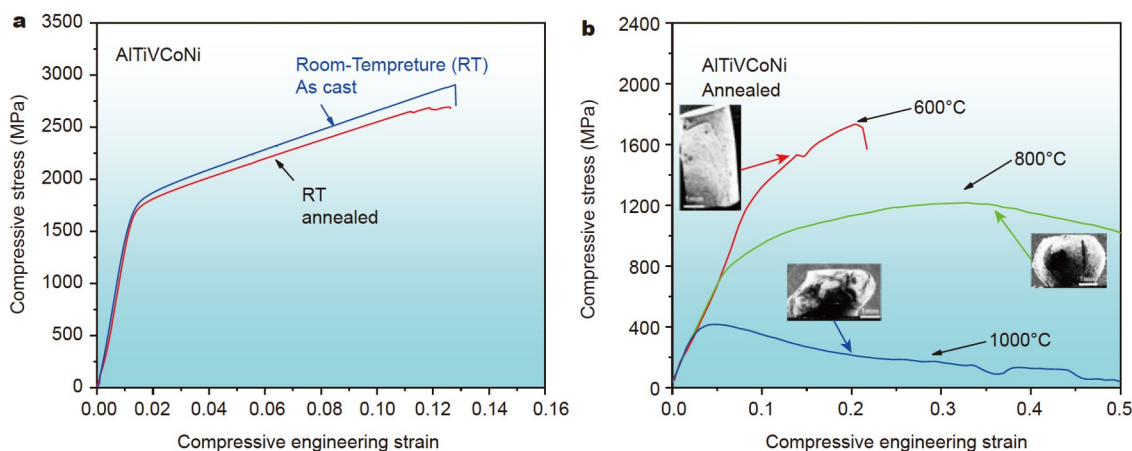 a
3500
3000
2500
2000
1500
1000
500
0
0.00 0.02 0.04 0.06 0.08 0.10 0.12 0.14 0.16
Compressive stress (MPa)
Compressive engineering strain
AlTiVCoNi
Room-Tempreture (RT)
As cast
RT
annealed
b
2400
2000
1600
1200
800
400
0
0.0 0.1 0.2 0.3 0.4 0.5
Compressive stress (MPa)
Compressive engineering strain
AlTiVCoNi
Annealed
600°C
800°C
1000°C
1mm
1mm
1mm